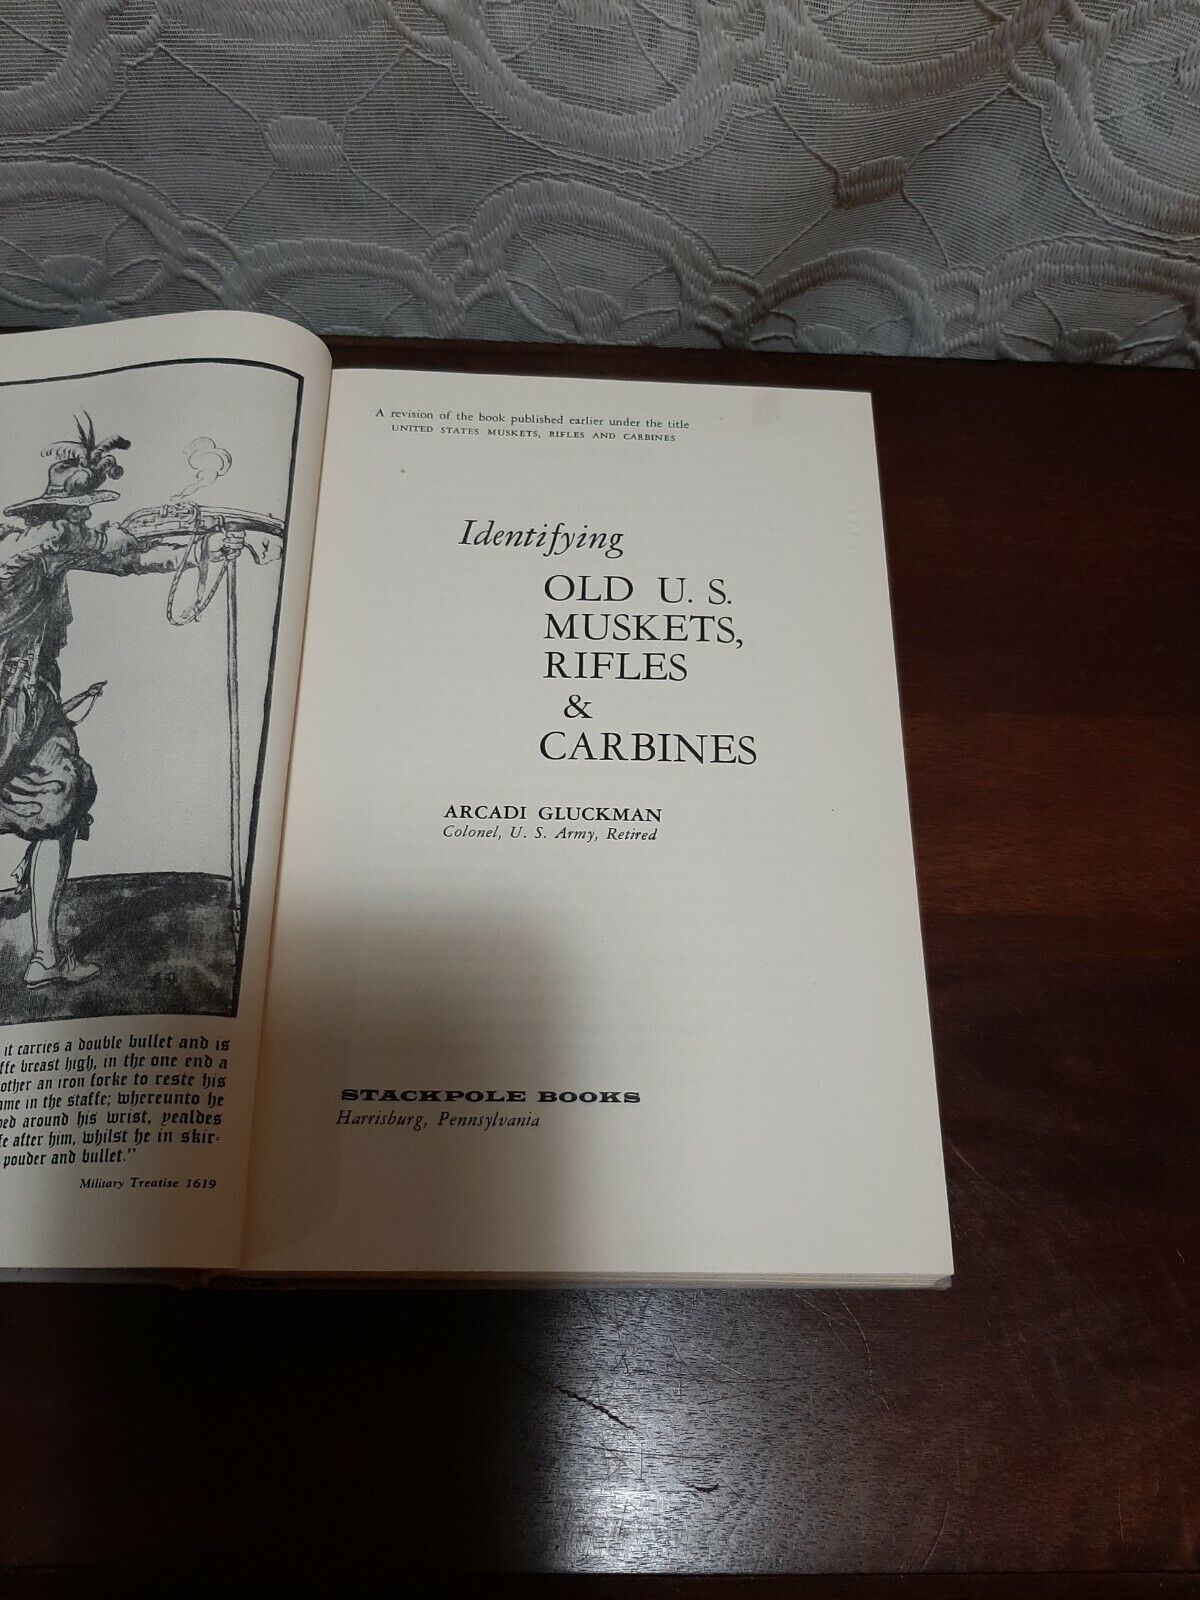 it carries a double bullet and is
ffe breast high, in the one end a
other an iron forke to reste his
ame in the staffe; whereunto he
ped around his wrist, yealdes
fe after him, whilst he in skir-
pouder and bullet."
Military Treatise 1619
A revision of the book published earlier under the title
UNITED STATES MUSKETS, RIFLES AND CARBINES
Identifying
OLD U. S.
MUSKETS,
RIFLES
&
CARBINES
ARCADI GLUCKMAN
Colonel, U. S. Army, Retired
STACKPOLE BOOKS
Harrisburg, Pennsylvania